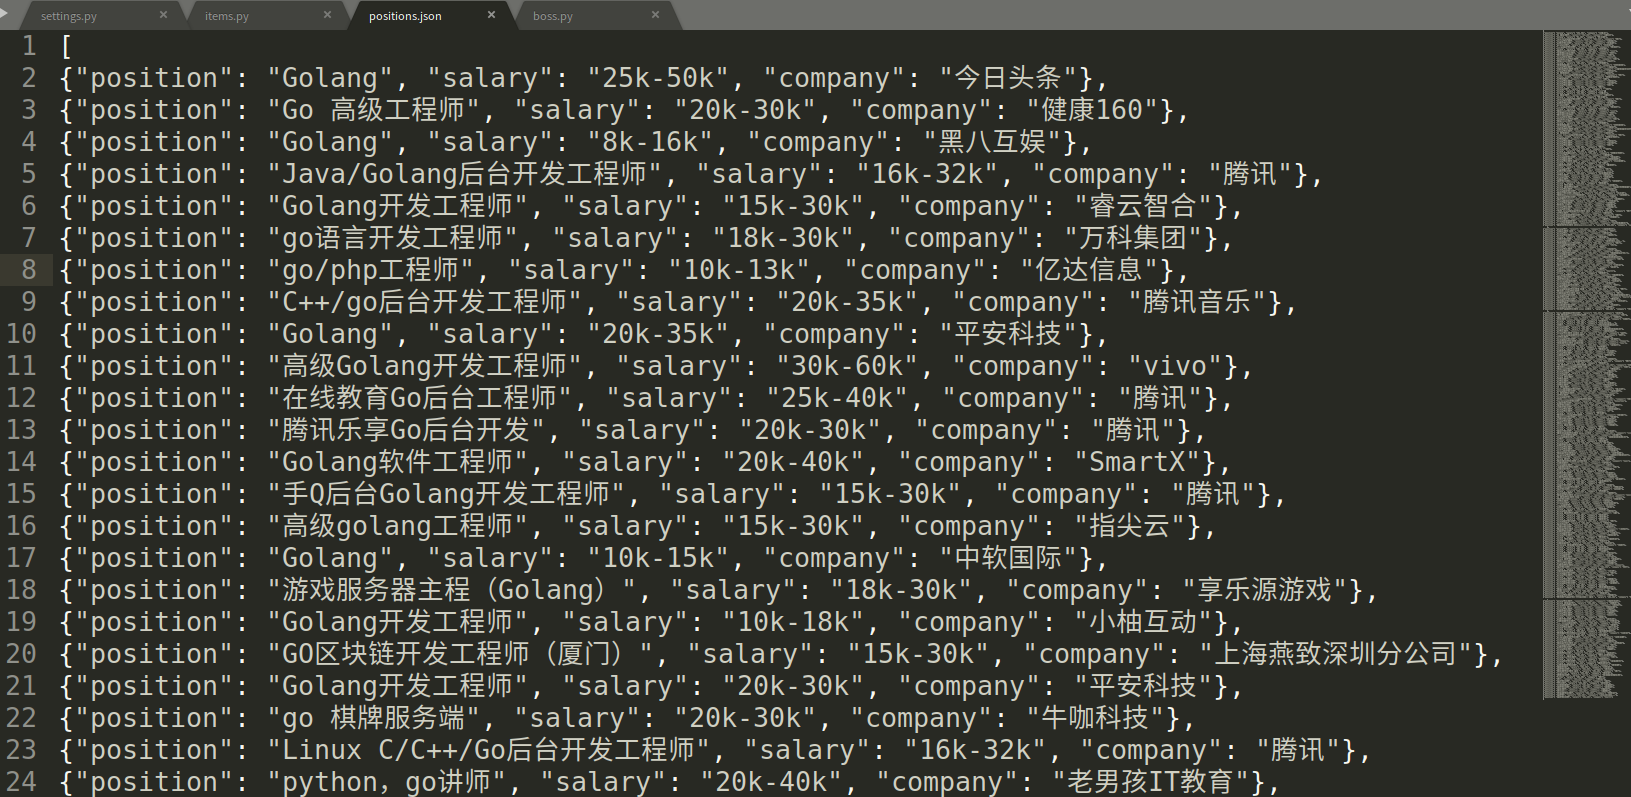 settings.py × items.py × positions.json × boss.py ×
1 [
2 {"position": "Golang", "salary": "25k-50k", "company": "今日头条"},
3 {"position": "Go 高级工程师", "salary": "20k-30k", "company": "健康160"},
4 {"position": "Golang", "salary": "8k-16k", "company": "黑八互娱"},
5 {"position": "Java/Golang后台开发工程师", "salary": "16k-32k", "company": "腾讯"},
6 {"position": "Golang开发工程师", "salary": "15k-30k", "company": "睿云智合"},
7 {"position": "go语言开发工程师", "salary": "18k-30k", "company": "万科集团"},
8 {"position": "go/php工程师", "salary": "10k-13k", "company": "亿达信息"},
9 {"position": "C++/go后台开发工程师", "salary": "20k-35k", "company": "腾讯音乐"},
10 {"position": "Golang", "salary": "20k-35k", "company": "平安科技"},
11 {"position": "高级Golang开发工程师", "salary": "30k-60k", "company": "vivo"},
12 {"position": "在线教育Go后台工程师", "salary": "25k-40k", "company": "腾讯"},
13 {"position": "腾讯乐享Go后台开发", "salary": "20k-30k", "company": "腾讯"},
14 {"position": "Golang软件工程师", "salary": "20k-40k", "company": "SmartX"},
15 {"position": "手Q后台Golang开发工程师", "salary": "15k-30k", "company": "腾讯"},
16 {"position": "高级golang工程师", "salary": "15k-30k", "company": "指尖云"},
17 {"position": "Golang", "salary": "10k-15k", "company": "中软国际"},
18 {"position": "游戏服务器主程（Golang）", "salary": "18k-30k", "company": "享乐源游戏"},
19 {"position": "Golang开发工程师", "salary": "10k-18k", "company": "小柚互动"},
20 {"position": "GO区块链开发工程师（厦门）", "salary": "15k-30k", "company": "上海燕致深圳分公司"},
21 {"position": "Golang开发工程师", "salary": "20k-30k", "company": "平安科技"},
22 {"position": "go 棋牌服务端", "salary": "20k-30k", "company": "牛咖科技"},
23 {"position": "Linux C/C++/Go后台开发工程师", "salary": "16k-32k", "company": "腾讯"},
24 {"position": "python，go讲师", "salary": "20k-40k", "company": "老男孩IT教育"},